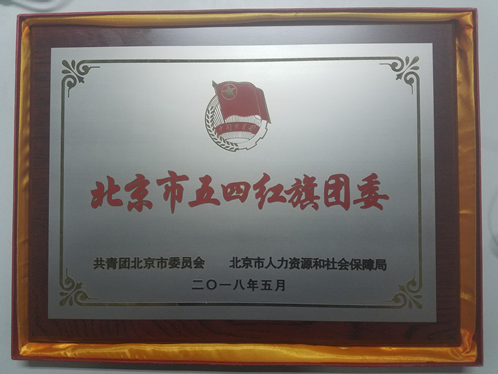 北京市五四红旗团委
共青团北京市委员会 北京市人力资源和社会保障局
二〇一八年五月